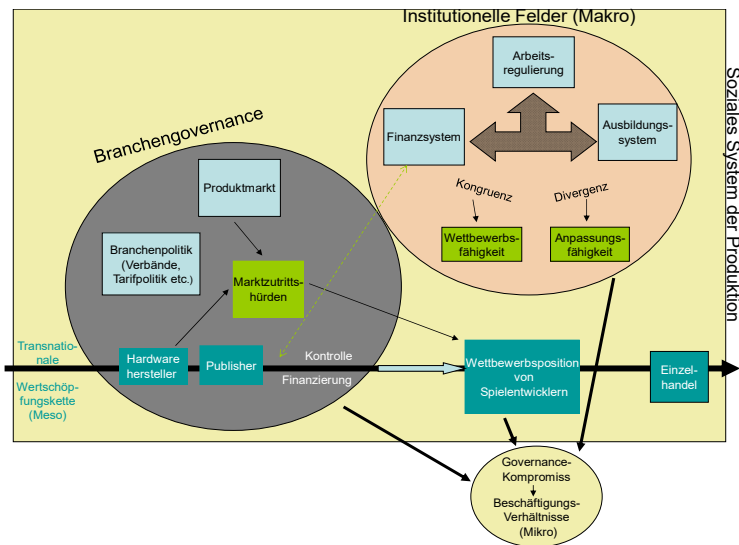 Institutionelle Felder (Makro)
Soziales System der Produktion
Arbeits-
regulierung
Finanzsystem
Ausbildungs-
system
Kongruenz
Divergenz
Wettbewerbs-
fähigkeit
Anpassungs-
fähigkeit
Branchengovernance
Produktmarkt
Branchenpolitik
(Verbände,
Tarifpolitik etc.)
Marktzutritts-
hürden
Transnatio-
nale
Wertschöp-
fungskette
(Meso)
Hardware
hersteller
Publisher
Kontrolle
Finanzierung
Wettbewerbsposition
von
Spielentwicklern
Einzel-
handel
Governance-
Kompromiss
Beschäftigungs-
Verhältnisse
(Mikro)